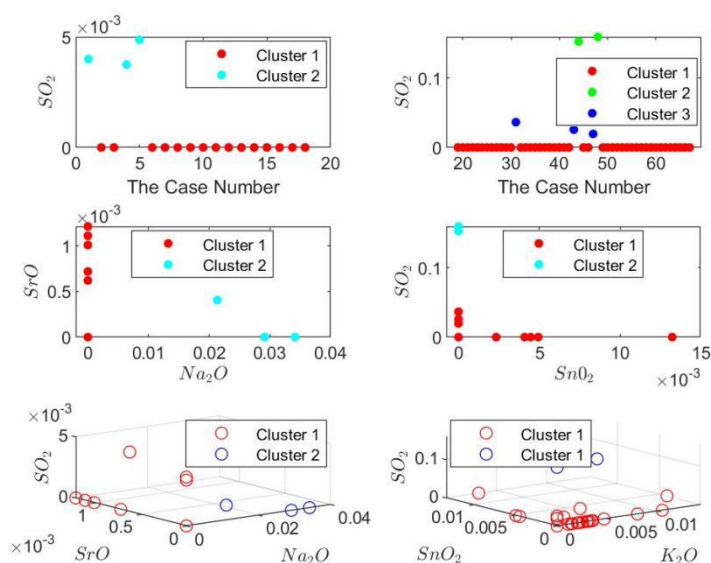 5 ×10⁻³
SO₂
0
0 5 10 15 20
The Case Number
Cluster 1
Cluster 2
SO₂
0.1
0
20 30 40 50 60
The Case Number
Cluster 1
Cluster 2
Cluster 3
×10⁻³
SrO
1
0.5
0
0 0.01 0.02 0.03 0.04
Na₂O
Cluster 1
Cluster 2
SO₂
0.1
0
0 5 10 15
Sn0₂
×10⁻³
Cluster 1
Cluster 2
×10⁻³
5
SO₂
0
1
0.5
0
×10⁻³
SrO
0
0.02
0.04
Na₂O
Cluster 1
Cluster 2
SO₂
0.1
0
0.01
0.005
0
SnO₂
0
0.005
0.01
K₂O
Cluster 1
Cluster 1